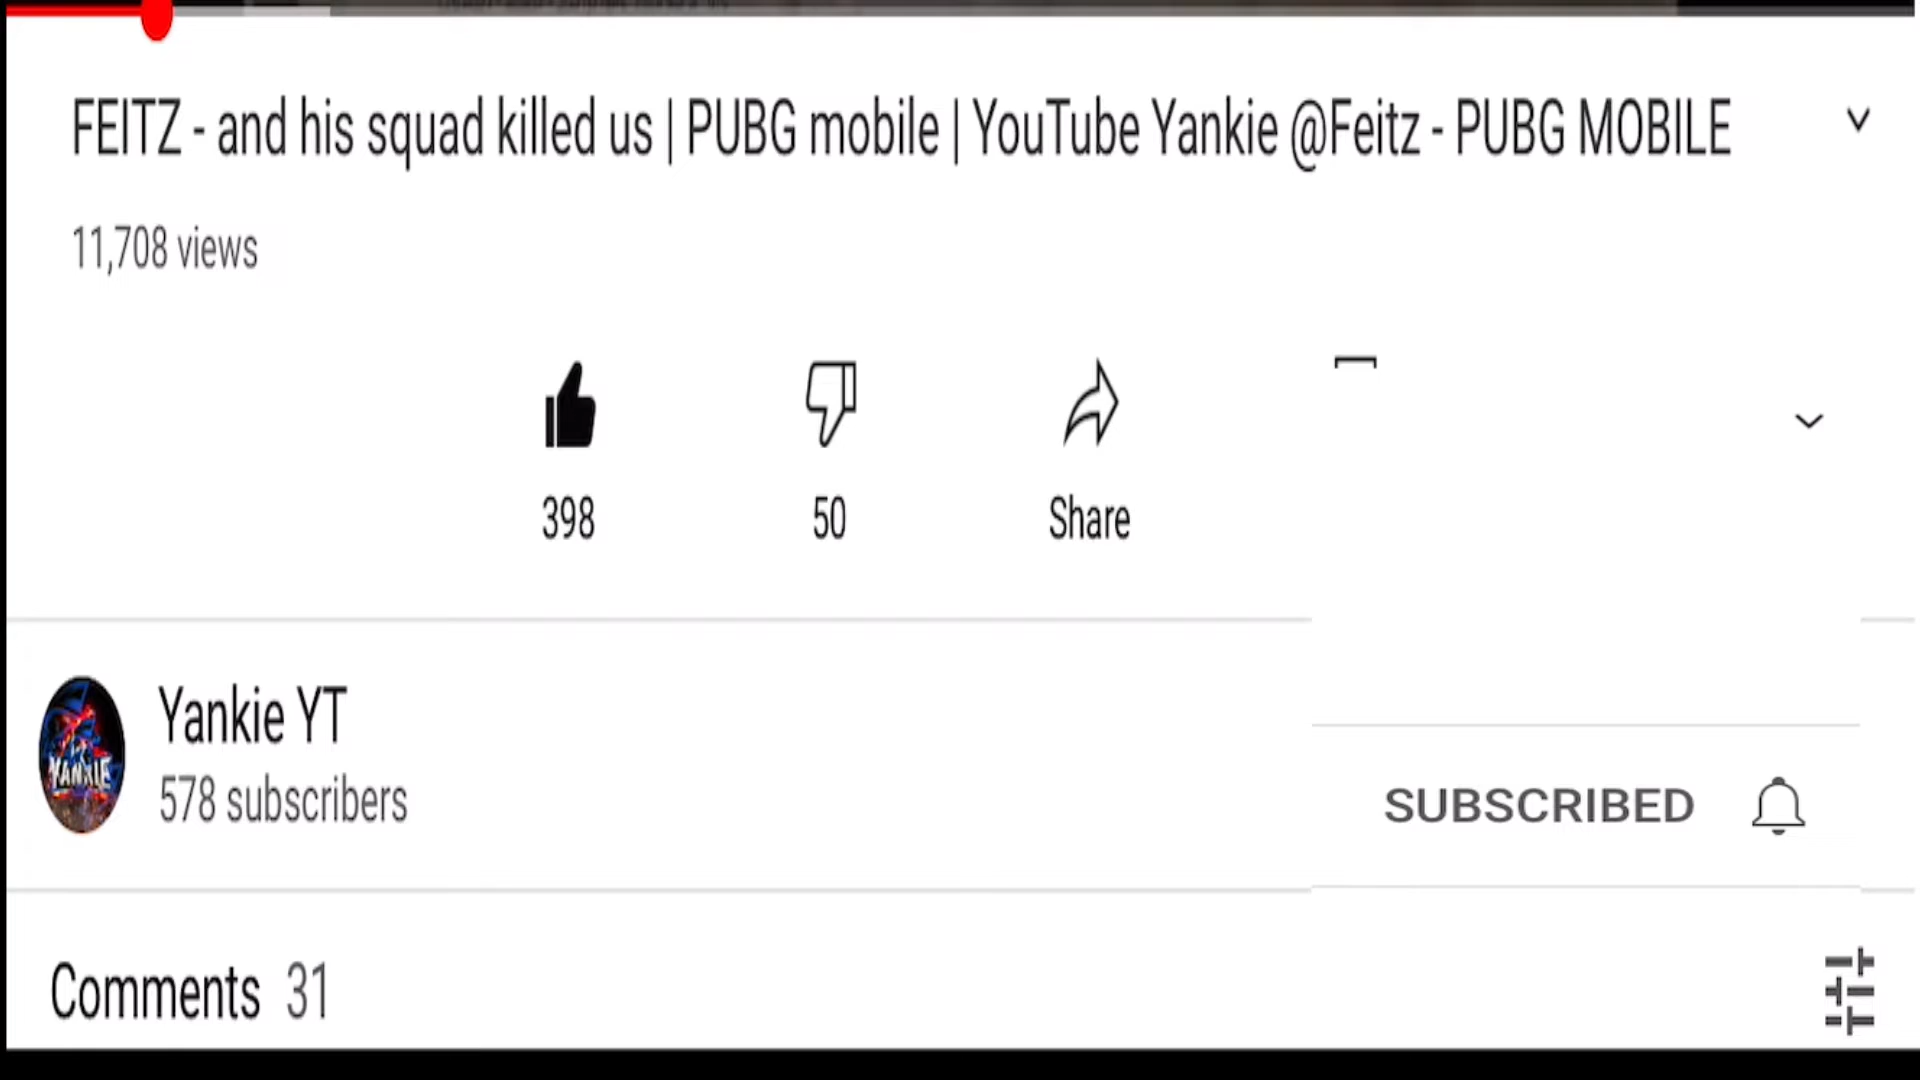 FEITZ - and his squad killed us | PUBG mobile | YouTube Yankie @Feitz - PUBG MOBILE
11,708 views
398
50
Share
Yankie YT
578 subscribers
YANKIE
SUBSCRIBED
Comments 31